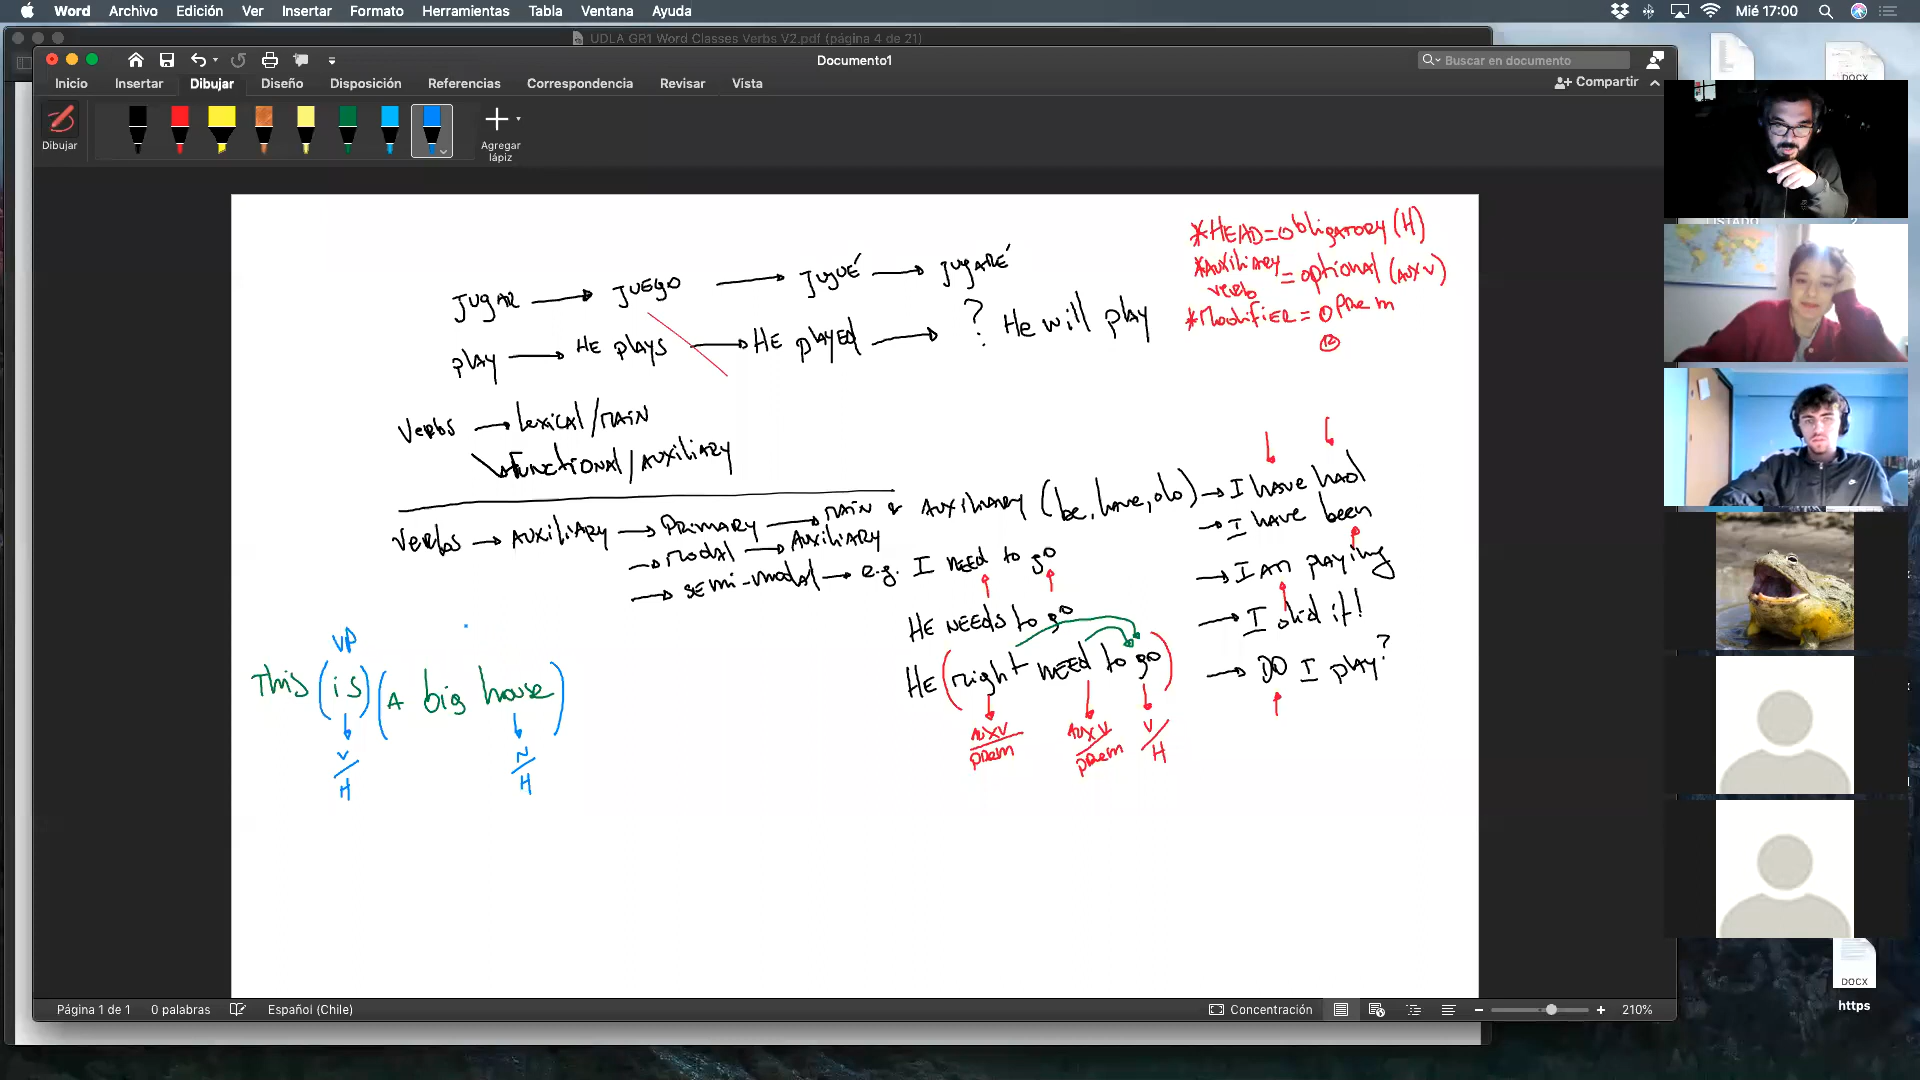 Word Archivo Edición Ver Insertar Formato Herramientas Tabla Ventana Ayuda Mié 17:00
UDLA GR1 Word Classes Verbs V2.pdf (página 4 de 21)
Documento1
Buscar en documento
Inicio Insertar Dibujar Diseño Disposición Referencias Correspondencia Revisar Vista Compartir
Dibujar
Agregar lápiz
DOCX
LISTADO
*HEAD = obligatory (H)
*Auxiliary verb = optional (AUX V)
*Modifier = O PRE M
JUGAR → JUEGO → JUGUÉ → JUGARÉ
PLAY → HE PLAYS → HE PLAYED → ? He will play
Verbs → lexical/MAIN
FUNCTIONAL/AUXILIARY
Verbs → AUXILIARY → PRIMARY → MAIN & AUXILIARY (be, have, do) → I have had
→ I have been
→ MODAL → AUXILIARY
→ SEMI-MODAL → e.g. I NEED to go
→ I AM playing
HE NEEDS to go
→ I did it!
He (might NEED to go)
→ DO I play?
AUX V / PREM
AUX V / PREM
V / H
VP
This (is) (A big house)
V / H
N / H
Página 1 de 1 0 palabras Español (Chile) Concentración 210%
DOCX
https